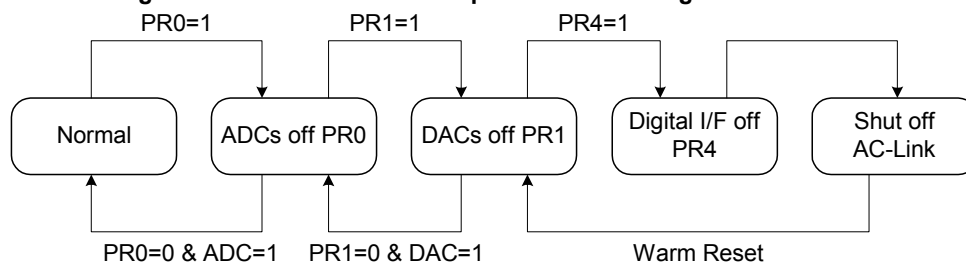 PR0=1
PR1=1
PR4=1
Normal
ADCs off PR0
DACs off PR1
Digital I/F off
PR4
Shut off
AC-Link
PR0=0 & ADC=1
PR1=0 & DAC=1
Warm Reset